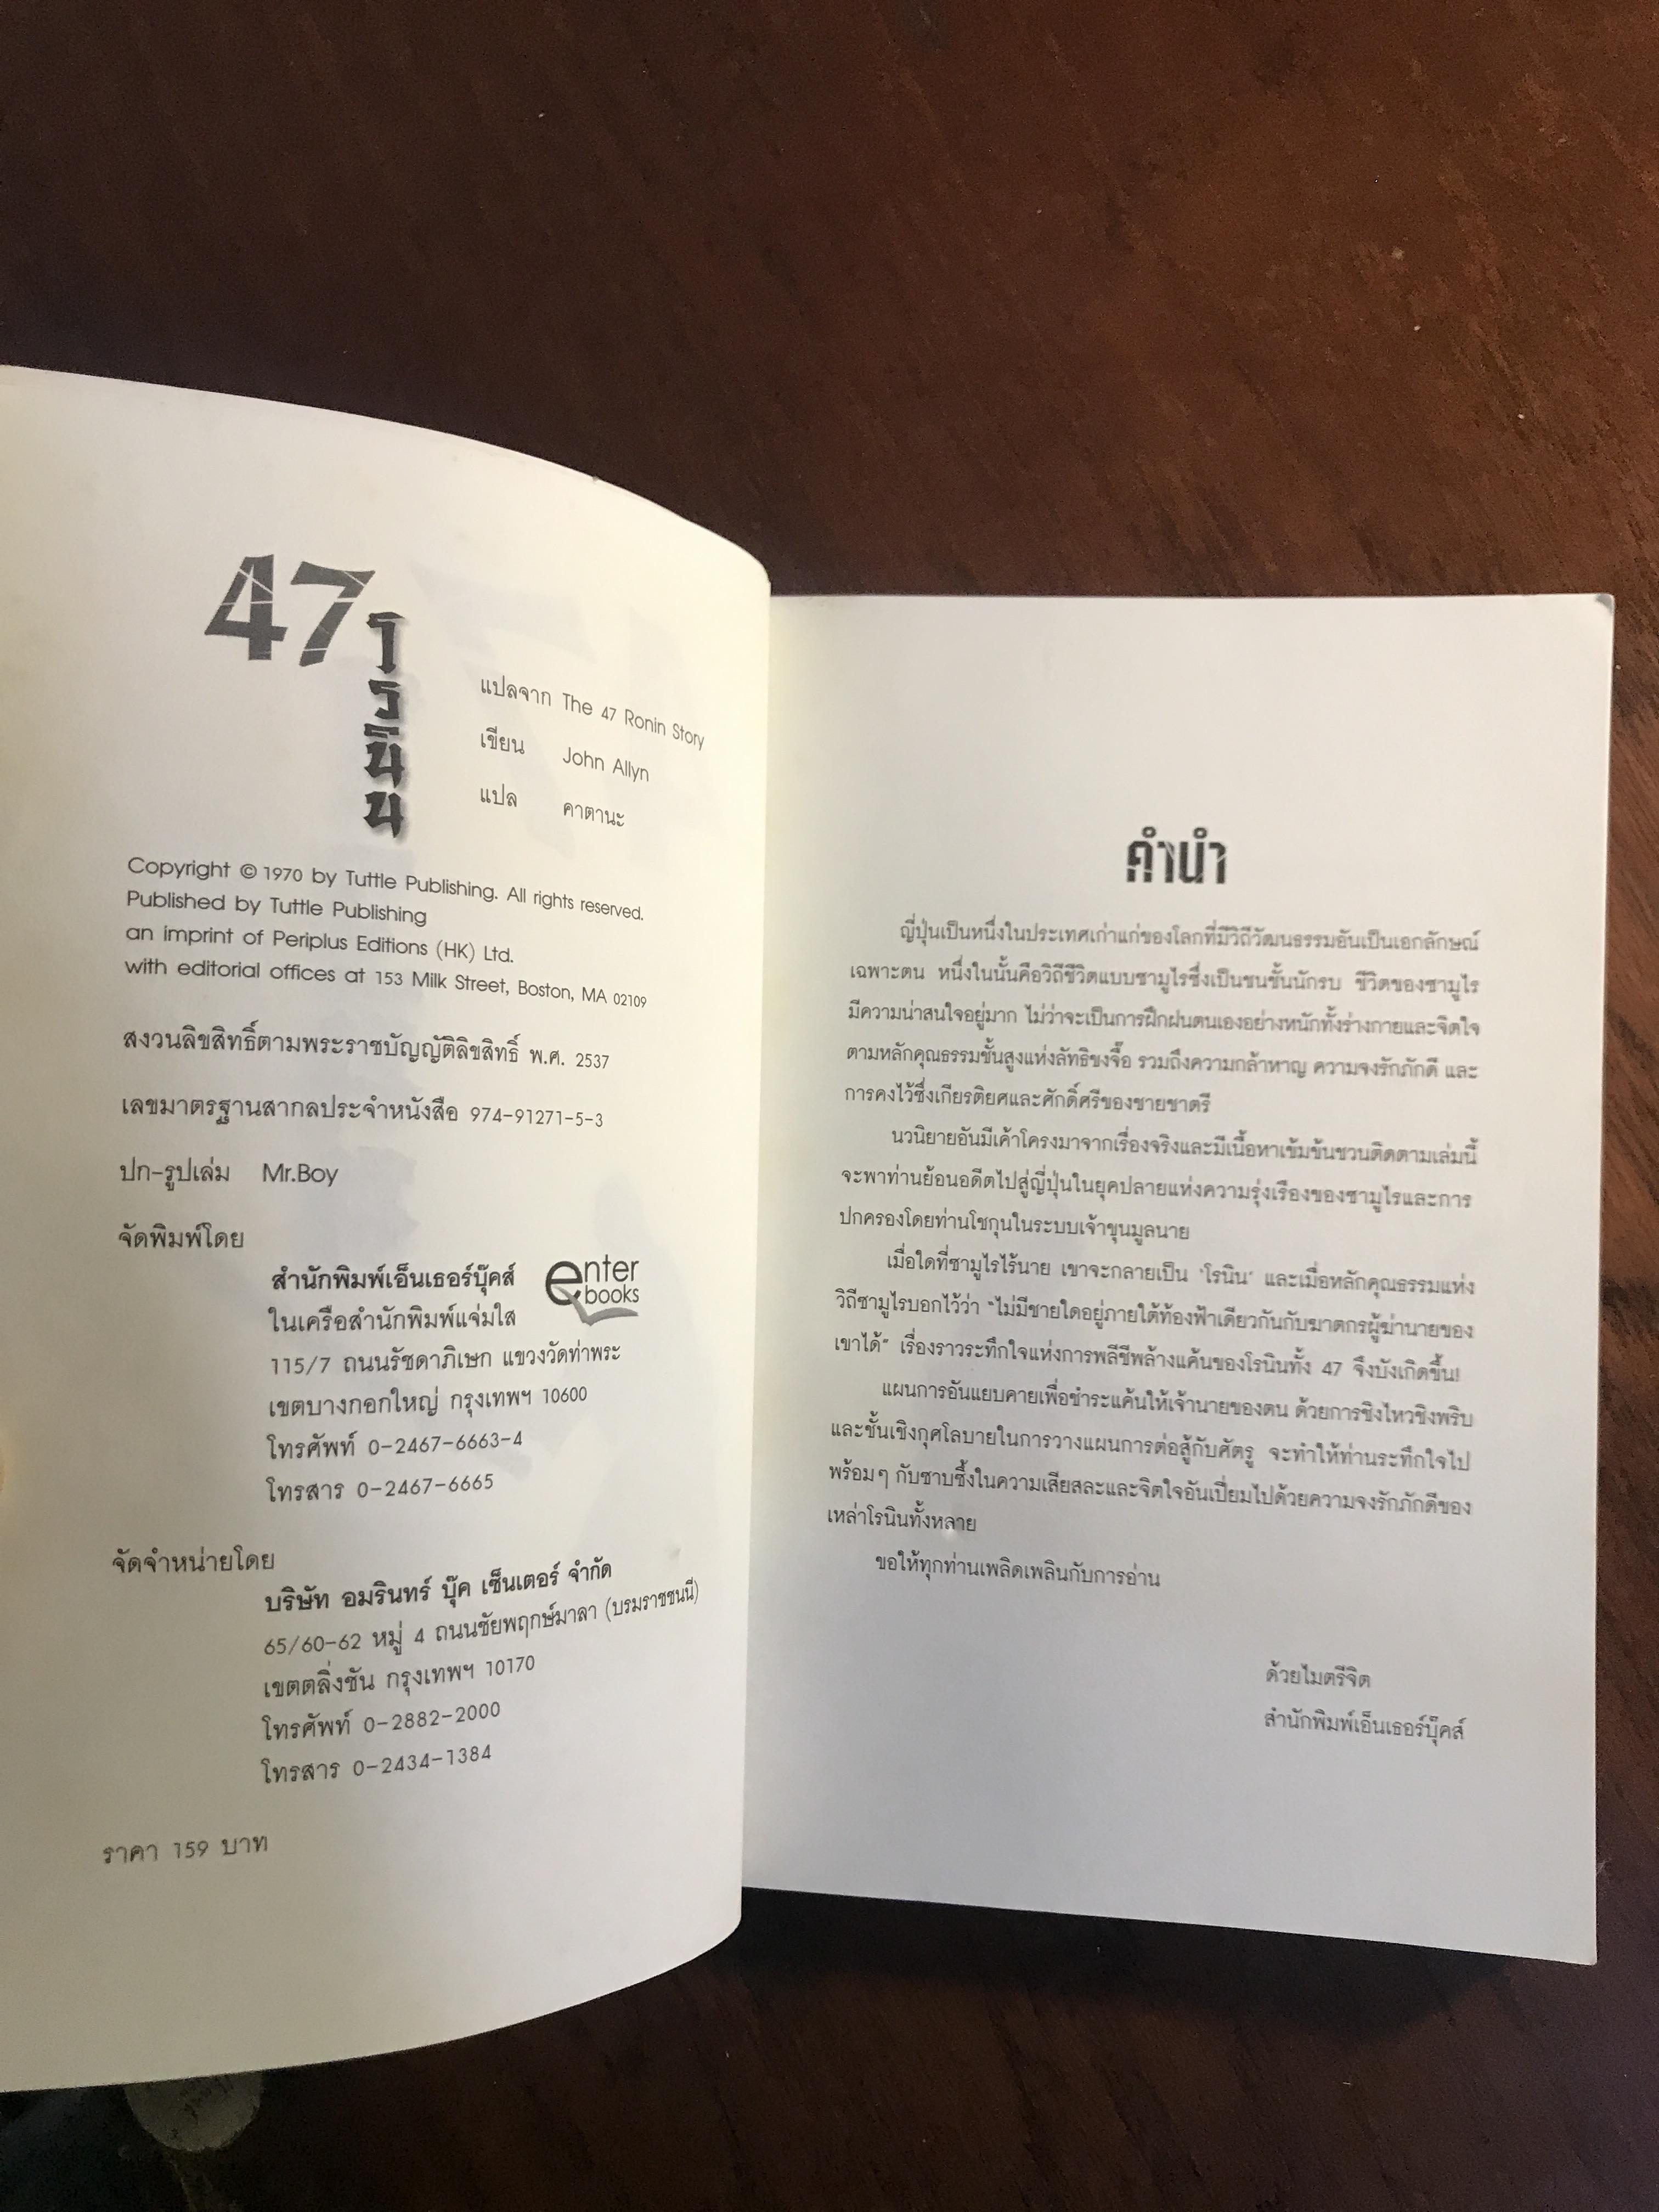 47
โรนิน
แปลจาก The 47 Ronin Story
เขียน John Allyn
แปล คาตานะ
Copyright © 1970 by Tuttle Publishing. All rights reserved.
Published by Tuttle Publishing
an imprint of Periplus Editions (HK) Ltd.
with editorial offices at 153 Milk Street, Boston, MA 02109
สงวนลิขสิทธิ์ตามพระราชบัญญัติลิขสิทธิ์ พ.ศ. 2537
เลขมาตรฐานสากลประจำหนังสือ 974-91271-5-3
ปก-รูปเล่ม Mr.Boy
จัดพิมพ์โดย
สำนักพิมพ์เอ็นเธอร์บุ๊คส์
enter
books
ในเครือสำนักพิมพ์แจ่มใส
115/7 ถนนรัชดาภิเษก แขวงวัดท่าพระ
เขตบางกอกใหญ่ กรุงเทพฯ 10600
โทรศัพท์ 0-2467-6663-4
โทรสาร 0-2467-6665
จัดจำหน่ายโดย
บริษัท อมรินทร์ บุ๊ค เซ็นเตอร์ จำกัด
65/60-62 หมู่ 4 ถนนชัยพฤกษ์มาลา (บรมราชชนนี)
เขตตลิ่งชัน กรุงเทพฯ 10170
โทรศัพท์ 0-2882-2000
โทรสาร 0-2434-1384
ราคา 159 บาท
คำนำ
ญี่ปุ่นเป็นหนึ่งในประเทศเก่าแก่ของโลกที่มีวิถีวัฒนธรรมอันเป็นเอกลักษณ์
เฉพาะตน หนึ่งในนั้นคือวิถีชีวิตแบบซามูไรซึ่งเป็นชนชั้นนักรบ ชีวิตของซามูไร
มีความน่าสนใจอยู่มาก ไม่ว่าจะเป็นการฝึกฝนตนเองอย่างหนักทั้งร่างกายและจิตใจ
ตามหลักคุณธรรมชั้นสูงแห่งลัทธิขงจื๊อ รวมถึงความกล้าหาญ ความจงรักภักดี และ
การคงไว้ซึ่งเกียรติยศและศักดิ์ศรีของชายชาตรี
นวนิยายอันมีเค้าโครงมาจากเรื่องจริงและมีเนื้อหาเข้มข้นชวนติดตามเล่มนี้
จะพาท่านย้อนอดีตไปสู่ญี่ปุ่นในยุคปลายแห่งความรุ่งเรืองของซามูไรและการ
ปกครองโดยท่านโชกุนในระบบเจ้าขุนมูลนาย
เมื่อใดที่ซามูไรไร้นาย เขาจะกลายเป็น 'โรนิน' และเมื่อหลักคุณธรรมแห่ง
วิถีซามูไรบอกไว้ว่า "ไม่มีชายใดอยู่ภายใต้ท้องฟ้าเดียวกันกับฆาตกรผู้ฆ่านายของ
เขาได้" เรื่องราวระทึกใจแห่งการพลีชีพล้างแค้นของโรนินทั้ง 47 จึงบังเกิดขึ้น!
แผนการอันแยบคายเพื่อชำระแค้นให้เจ้านายของตน ด้วยการชิงไหวชิงพริบ
และชั้นเชิงกุศโลบายในการวางแผนการต่อสู้กับศัตรู จะทำให้ท่านระทึกใจไป
พร้อมๆ กับซาบซึ้งในความเสียสละและจิตใจอันเปี่ยมไปด้วยความจงรักภักดีของ
เหล่าโรนินทั้งหลาย
ขอให้ทุกท่านเพลิดเพลินกับการอ่าน
ด้วยไมตรีจิต
สำนักพิมพ์เอ็นเธอร์บุ๊คส์